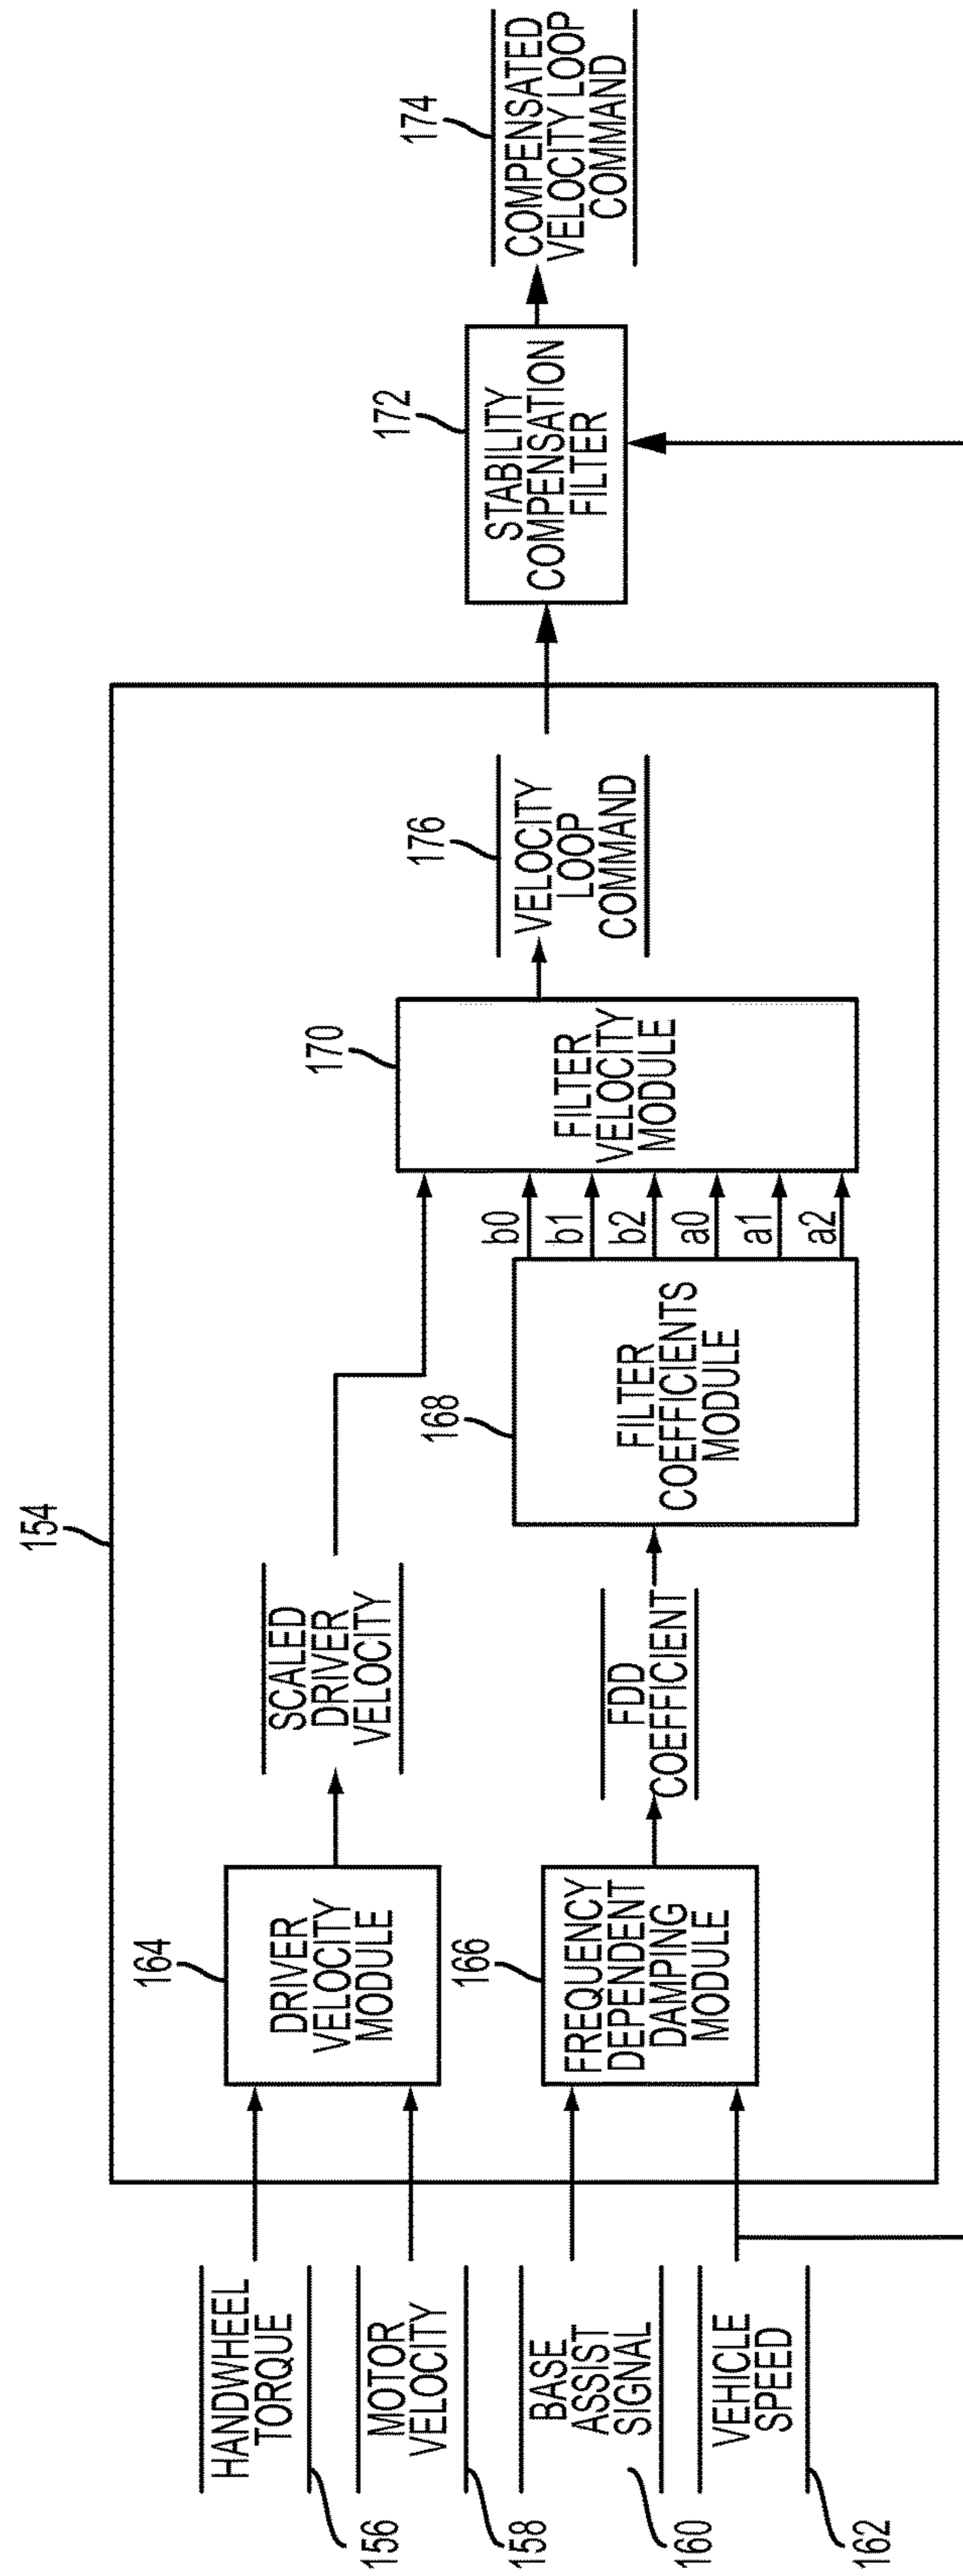 154
HANDWHEEL
TORQUE
156
MOTOR
VELOCITY
158
BASE
ASSIST
SIGNAL
160
VEHICLE
SPEED
162
164
DRIVER
VELOCITY
MODULE
166
FREQUENCY
DEPENDENT
DAMPING
MODULE
SCALED
DRIVER
VELOCITY
FDD
COEFFICIENT
168
FILTER
COEFFICIENTS
MODULE
b0
b1
b2
a0
a1
a2
170
FILTER
VELOCITY
MODULE
176
VELOCITY
LOOP
COMMAND
172
STABILITY
COMPENSATION
FILTER
174
COMPENSATED
VELOCITY LOOP
COMMAND